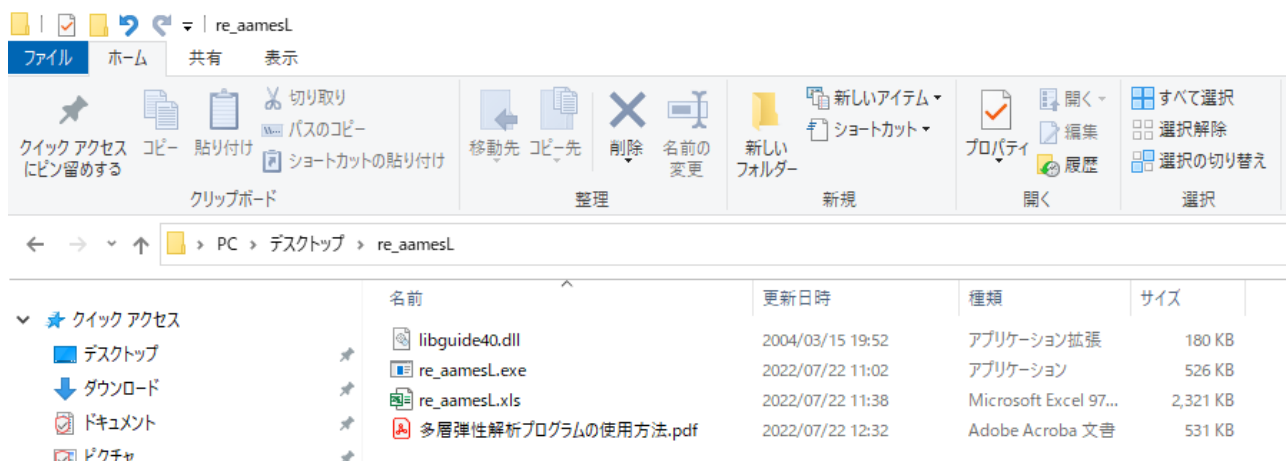 re_aamesL
ファイル ホーム 共有 表示
クイック アクセス
にピン留めする
コピー
貼り付け
切り取り
パスのコピー
ショートカットの貼り付け
クリップボード
移動先
コピー先
削除
名前の
変更
整理
新しい
フォルダー
新しいアイテム
ショートカット
新規
プロパティ
開く
編集
履歴
開く
すべて選択
選択解除
選択の切り替え
選択
PC > デスクトップ > re_aamesL
クイック アクセス
デスクトップ
ダウンロード
ドキュメント
ピクチャ
名前 更新日時 種類 サイズ
libguide40.dll 2004/03/15 19:52 アプリケーション拡張 180 KB
re_aamesL.exe 2022/07/22 11:02 アプリケーション 526 KB
re_aamesL.xls 2022/07/22 11:38 Microsoft Excel 97... 2,321 KB
多層弾性解析プログラムの使用方法.pdf 2022/07/22 12:32 Adobe Acroba 文書 531 KB